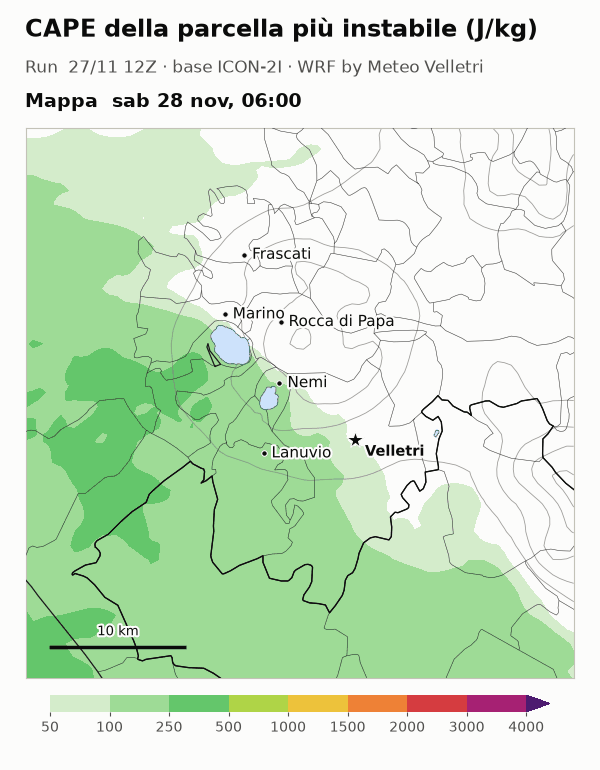 CAPE della parcella più instabile (J/kg)
Run  27/11 12Z · base ICON-2I · WRF by Meteo Velletri
Mappa  sab 28 nov, 06:00
Frascati
Marino
Rocca di Papa
Nemi
Velletri
Lanuvio
10 km
50 100 250 500 1000 1500 2000 3000 4000